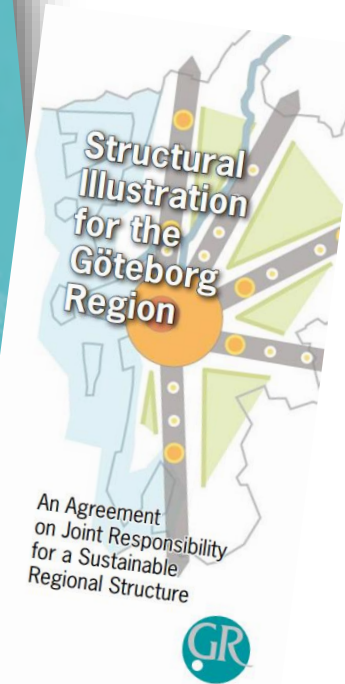 Structural
Illustration
for the
Göteborg
Region
An Agreement
on Joint Responsibility
for a Sustainable
Regional Structure
GR